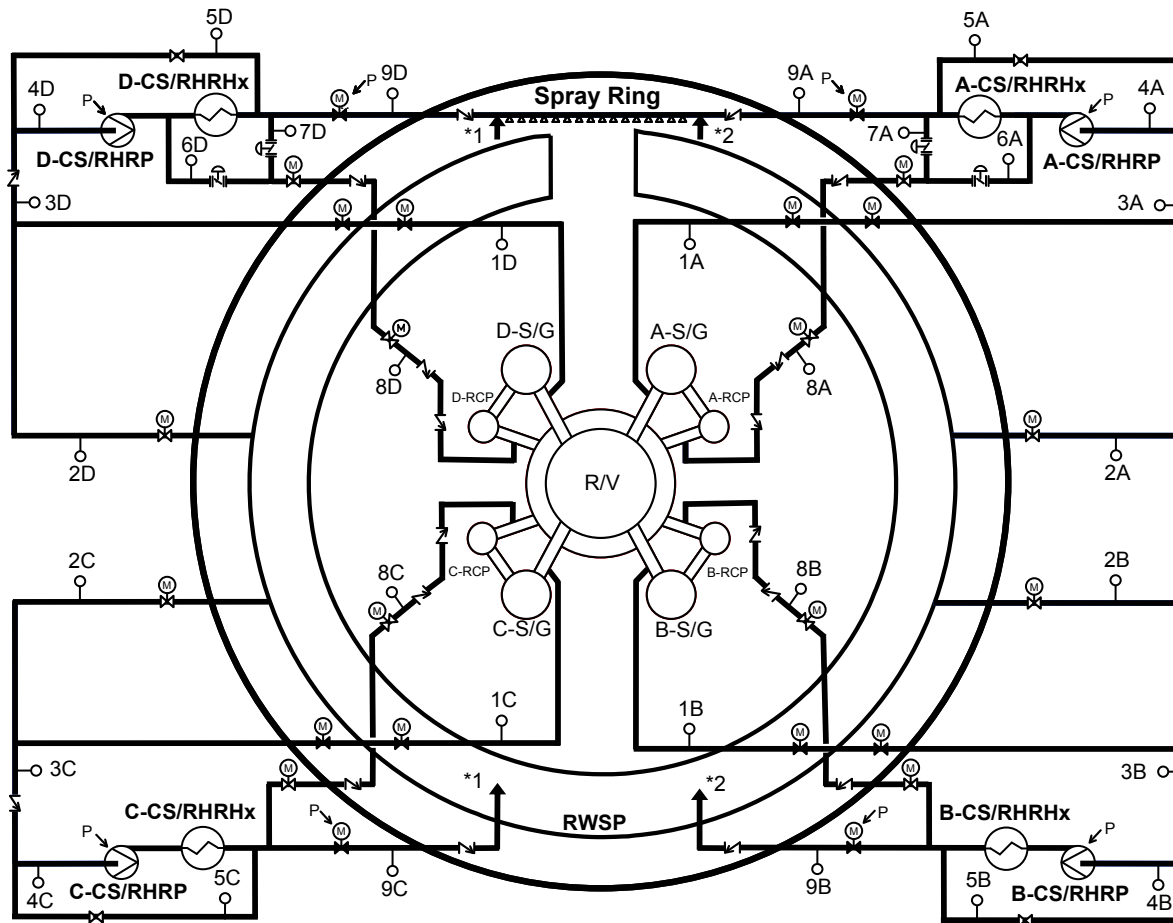 5D
5A
D-CS/RHRHx
P
9D
9A
P
A-CS/RHRHx
4D
P
M
Spray Ring
M
P
4A
*1
*2
7D
7A
6D
6A
D-CS/RHRP
A-CS/RHRP
M
M
3D
3A
M
M
M
M
1D
1A
D-S/G
A-S/G
M
M
8D
8A
D-RCP
A-RCP
M
M
2D
2A
R/V
2C
2B
M
M
8C
8B
C-RCP
B-RCP
M
M
C-S/G
B-S/G
1C
1B
M
M
M
M
3C
3B
M
M
*1
*2
C-CS/RHRHx
B-CS/RHRHx
P
P
M
RWSP
M
P
P
C-CS/RHRP
B-CS/RHRP
4C
5C
9C
9B
5B
4B